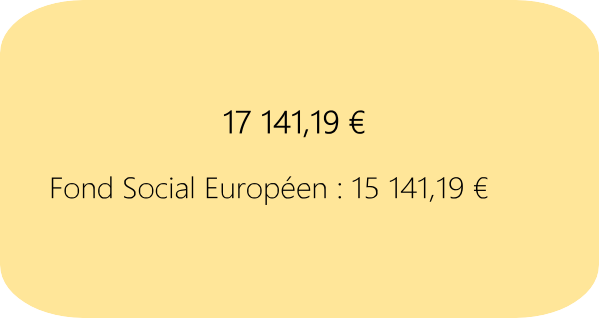 17 141,19 €
Fond Social Européen : 15 141,19 €